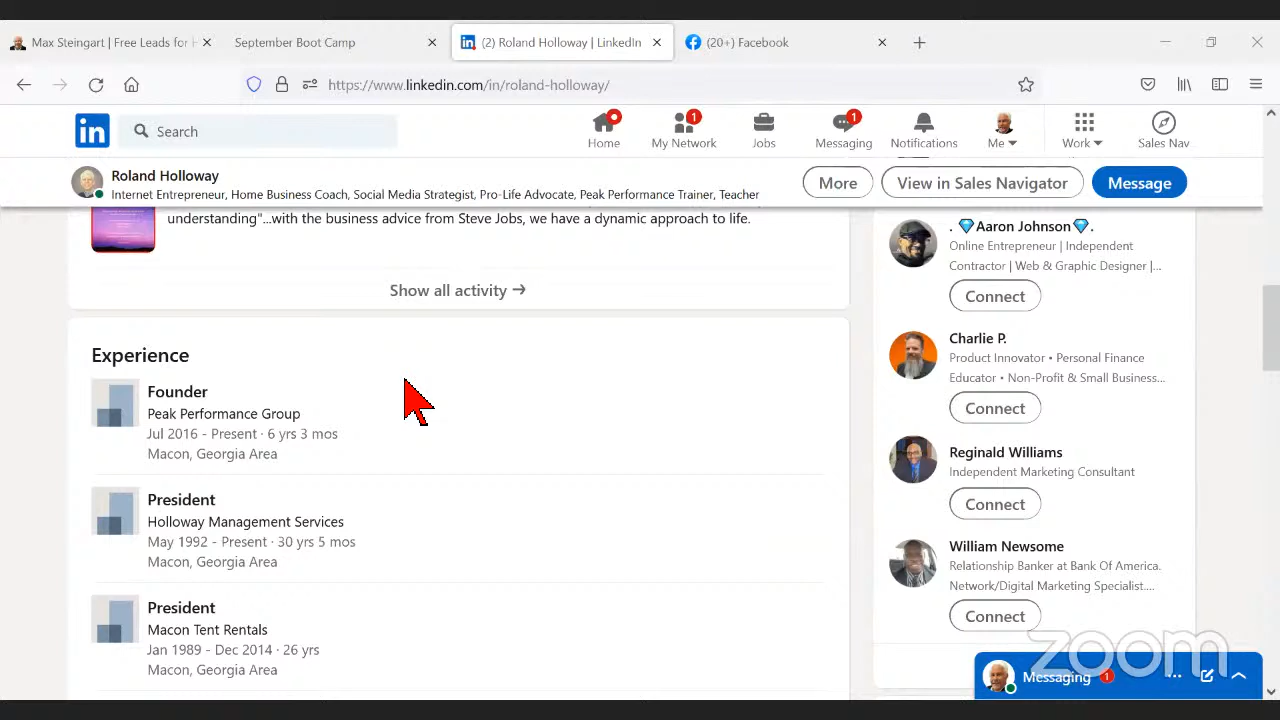 Max Steingart | Free Leads for H
September Boot Camp
(2) Roland Holloway | LinkedIn
(20+) Facebook
https://www.linkedin.com/in/roland-holloway/
in
Search
Home
1
My Network
Jobs
1
Messaging
Notifications
Me
Work
Sales Nav
Roland Holloway
Internet Entrepreneur, Home Business Coach, Social Media Strategist, Pro-Life Advocate, Peak Performance Trainer, Teacher
More
View in Sales Navigator
Message
understanding"...with the business advice from Steve Jobs, we have a dynamic approach to life.
Show all activity →
Experience
Founder
Peak Performance Group
Jul 2016 - Present · 6 yrs 3 mos
Macon, Georgia Area
President
Holloway Management Services
May 1992 - Present · 30 yrs 5 mos
Macon, Georgia Area
President
Macon Tent Rentals
Jan 1989 - Dec 2014 · 26 yrs
Macon, Georgia Area
. 💎Aaron Johnson💎.
Online Entrepreneur | Independent
Contractor | Web & Graphic Designer |...
Connect
Charlie P.
Product Innovator • Personal Finance
Educator • Non-Profit & Small Business...
Connect
Reginald Williams
Independent Marketing Consultant
Connect
William Newsome
Relationship Banker at Bank Of America.
Network/Digital Marketing Specialist....
Connect
zoom
Messaging 1